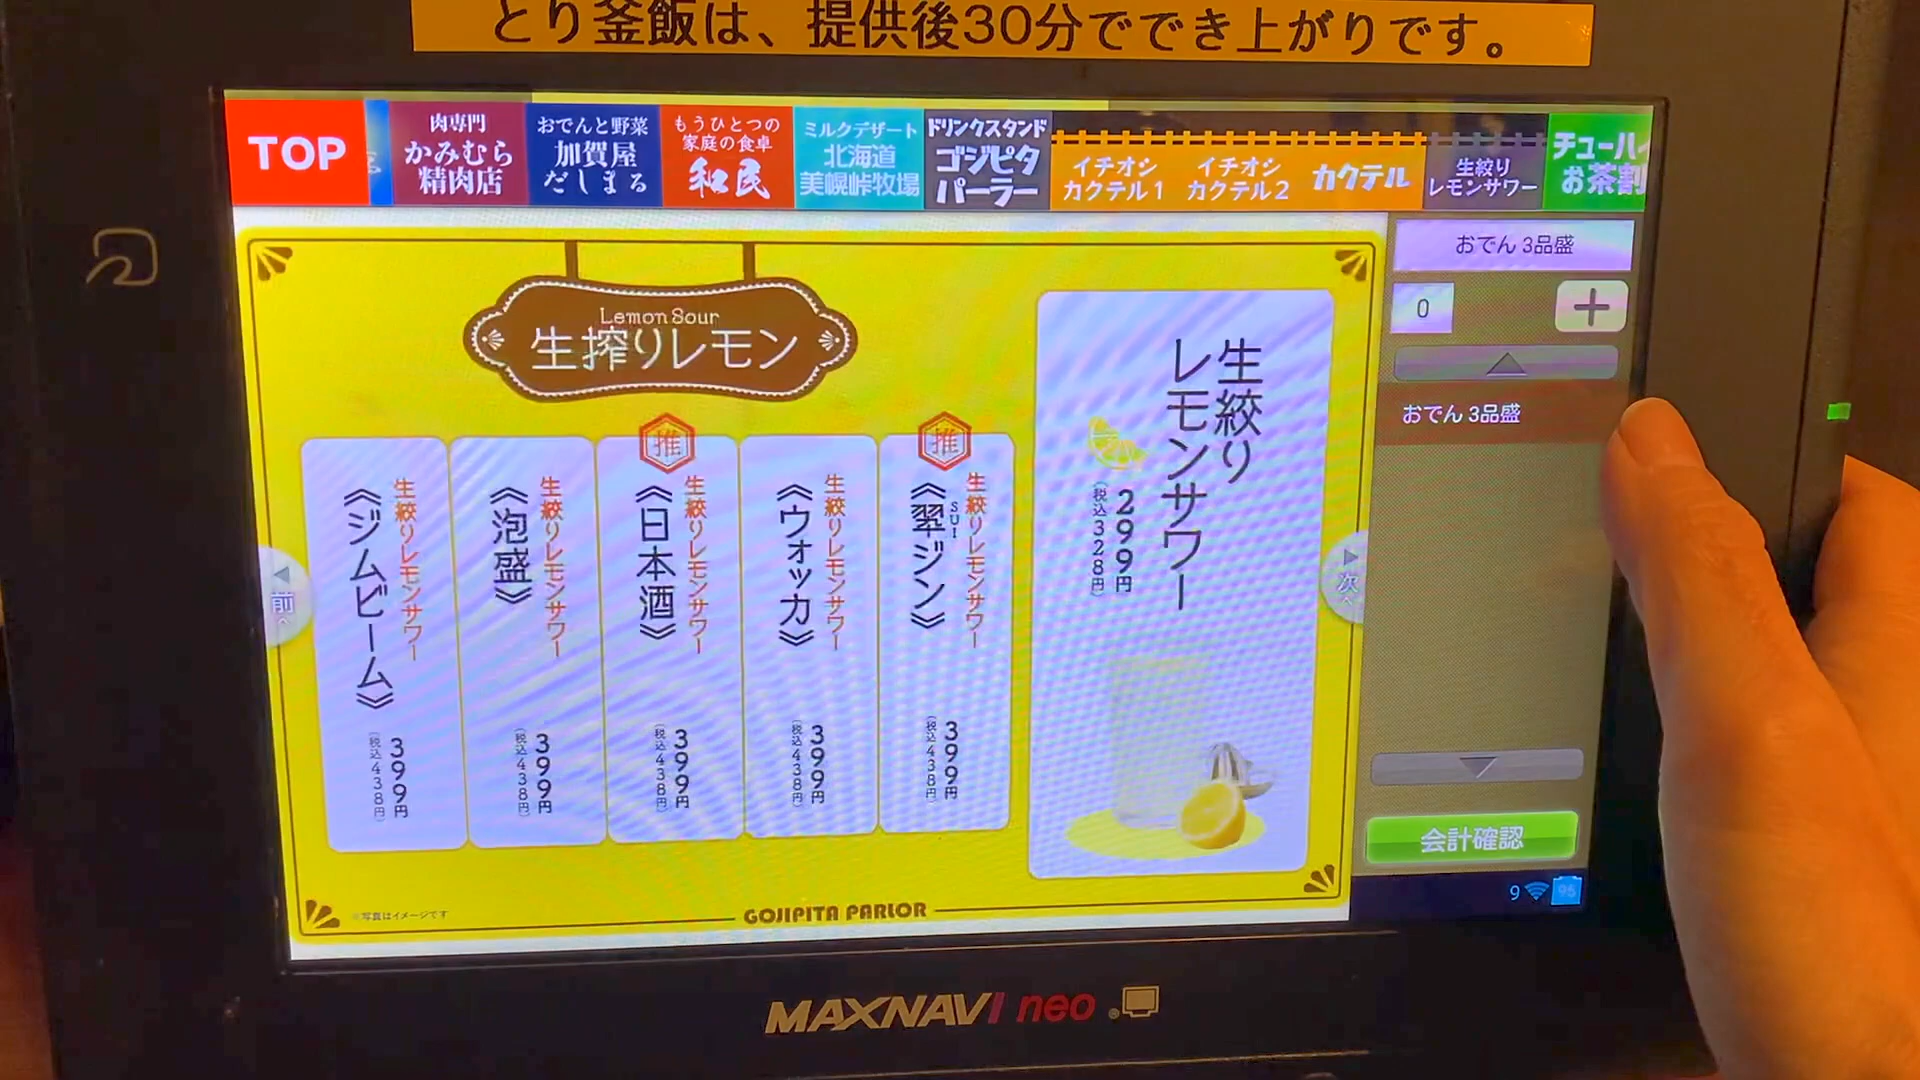 とり釜飯は、提供後30分でき上がりです。
TOP
肉専門
かみむら
精肉店
おでんと野菜
加賀屋
だしまる
もうひとつの
家庭の食卓
和民
ミルクデザート
北海道
美幌峠牧場
ドリンクスタンド
ゴジピタ
パーラー
イチオシ
カクテル1
イチオシ
カクテル2
カクテル
生絞り
レモンサワー
チューハイ
お茶割
Lemon Sour
生搾りレモン
生絞り
レモンサワー
299円
(税込328円)
推
生絞りレモンサワー
《翠ジン》
SUI
399円
(税込438円)
生絞りレモンサワー
《ウォッカ》
399円
(税込438円)
推
生絞りレモンサワー
《日本酒》
399円
(税込438円)
生絞りレモンサワー
《泡盛》
399円
(税込438円)
生絞りレモンサワー
《ジムビーム》
399円
(税込438円)
前へ
次へ
※写真はイメージです
GOJIPITA PARLOR
おでん 3品盛
0
+
おでん 3品盛
会計確認
9
95
MAXNAVI neo